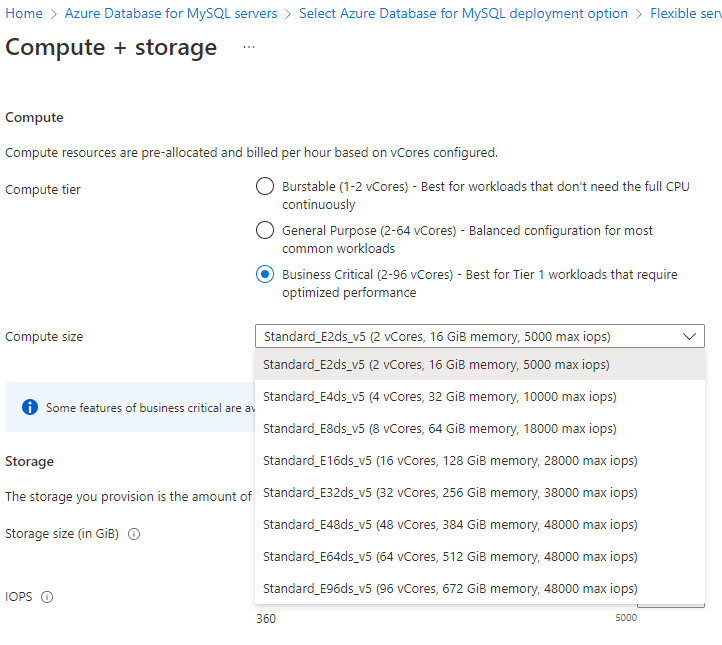 Home > Azure Database for MySQL servers > Select Azure Database for MySQL deployment option > Flexible serv
Compute + storage ...
Compute
Compute resources are pre-allocated and billed per hour based on vCores configured.
Compute tier
Burstable (1-2 vCores) - Best for workloads that don't need the full CPU
continuously
General Purpose (2-64 vCores) - Balanced configuration for most
common workloads
Business Critical (2-96 vCores) - Best for Tier 1 workloads that require
optimized performance
Compute size
Standard_E2ds_v5 (2 vCores, 16 GiB memory, 5000 max iops)
Standard_E2ds_v5 (2 vCores, 16 GiB memory, 5000 max iops)
Standard_E4ds_v5 (4 vCores, 32 GiB memory, 10000 max iops)
Some features of business critical are av
Standard_E8ds_v5 (8 vCores, 64 GiB memory, 18000 max iops)
Storage
Standard_E16ds_v5 (16 vCores, 128 GiB memory, 28000 max iops)
The storage you provision is the amount of
Standard_E32ds_v5 (32 vCores, 256 GiB memory, 38000 max iops)
Storage size (in GiB)
Standard_E48ds_v5 (48 vCores, 384 GiB memory, 48000 max iops)
Standard_E64ds_v5 (64 vCores, 512 GiB memory, 48000 max iops)
Standard_E96ds_v5 (96 vCores, 672 GiB memory, 48000 max iops)
IOPS
360
5000